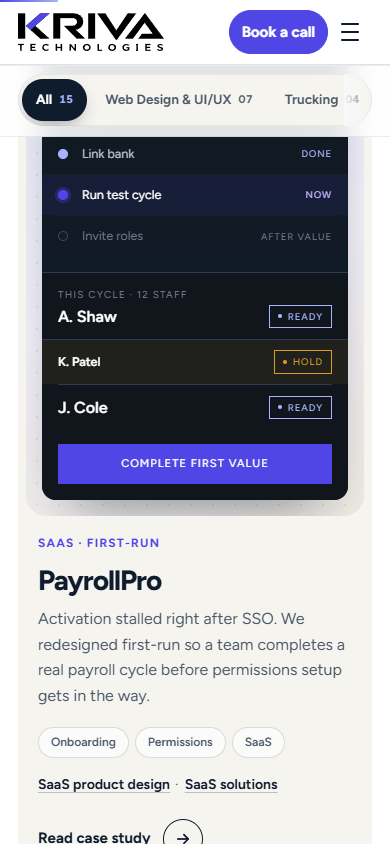 KRIVA
TECHNOLOGIES
Book a call
All 15 Web Design & UI/UX 07 Trucking 04
Link bank DONE
Run test cycle NOW
Invite roles AFTER VALUE
THIS CYCLE · 12 STAFF
A. Shaw READY
K. Patel HOLD
J. Cole READY
COMPLETE FIRST VALUE
SAAS · FIRST-RUN
PayrollPro
Activation stalled right after SSO. We
redesigned first-run so a team completes a
real payroll cycle before permissions setup
gets in the way.
Onboarding Permissions SaaS
SaaS product design · SaaS solutions
Read case study